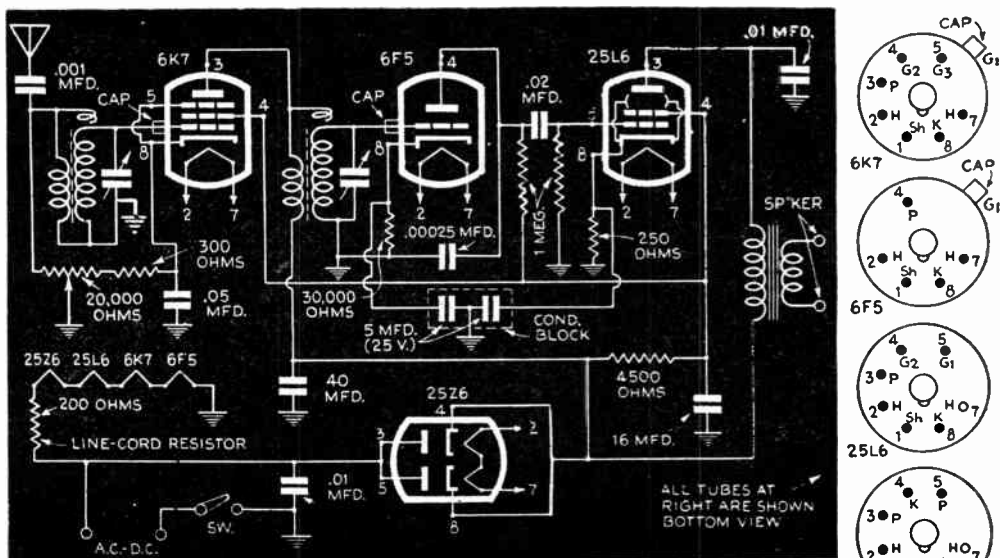 .001
MFD.
6K7
3
5
4
CAP
8
2
7
6F5
4
CAP
8
2
7
.02
MFD.
25L6
3
4
8
2
7
.01 MFD.
300
OHMS
20,000
OHMS
.05
MFD.
.00025 MFD.
30,000
OHMS
1 MEG.
250
OHMS
5 MFD.
(25 V.)
COND.
BLOCK
SP'KER
25Z6 25L6 6K7 6F5
200 OHMS
LINE-CORD RESISTOR
40
MFD.
25Z6
4
3
5
2
7
8
4500
OHMS
16 MFD.
.01
MFD.
SW.
A.C.-D.C.
ALL TUBES AT
RIGHT ARE SHOWN
BOTTOM VIEW
CAP
4 5
G2 G3
3 P
2 H H 7
Sh K
1 8
6K7
CAP
4
P
G1
2 H H 7
Sh K
1 8
6F5
4 5
G2 G1
3 P
2 H H 7
Sh K
1 8
25L6
4 5
K P
3 P
2 H H 7